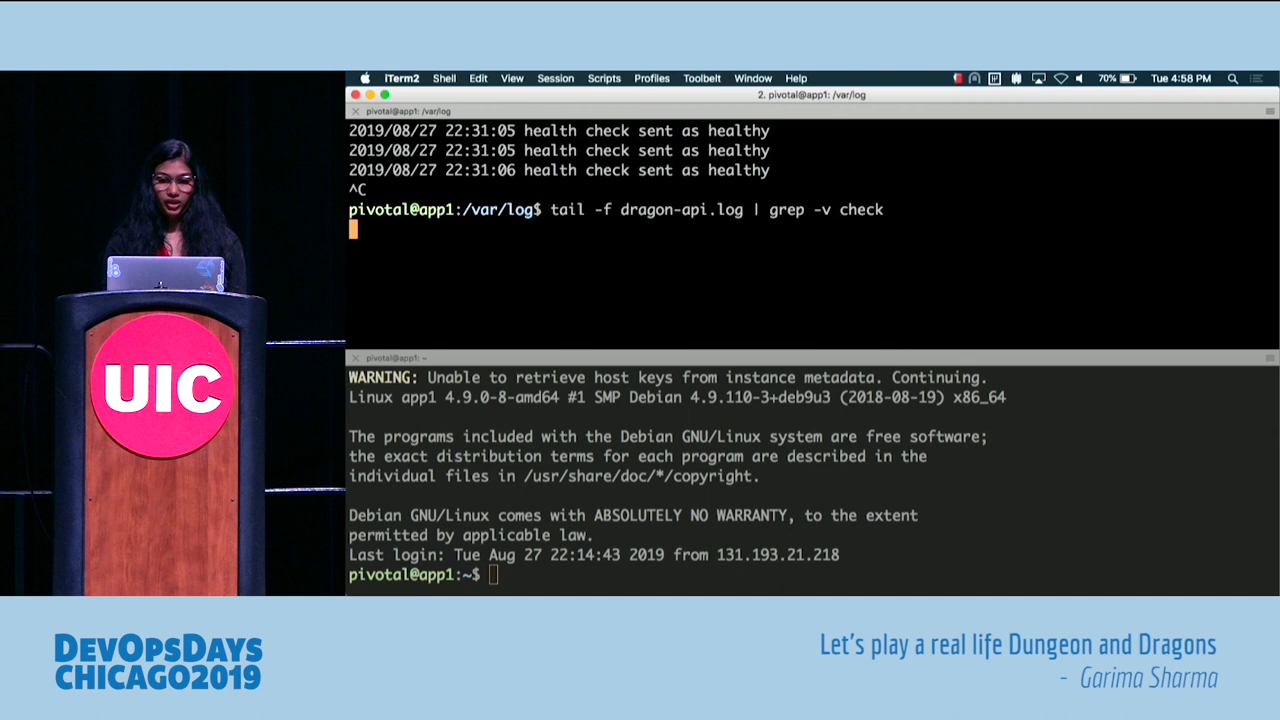 iTerm2 Shell Edit View Session Scripts Profiles Toolbelt Window Help 70% Tue 4:58 PM
2. pivotal@app1: /var/log
pivotal@app1: /var/log
2019/08/27 22:31:05 health check sent as healthy
2019/08/27 22:31:05 health check sent as healthy
2019/08/27 22:31:06 health check sent as healthy
^C
pivotal@app1:/var/log$ tail -f dragon-api.log | grep -v check
pivotal@app1: ~
WARNING: Unable to retrieve host keys from instance metadata. Continuing.
Linux app1 4.9.0-8-amd64 #1 SMP Debian 4.9.110-3+deb9u3 (2018-08-19) x86_64
The programs included with the Debian GNU/Linux system are free software;
the exact distribution terms for each program are described in the
individual files in /usr/share/doc/*/copyright.
Debian GNU/Linux comes with ABSOLUTELY NO WARRANTY, to the extent
permitted by applicable law.
Last login: Tue Aug 27 22:14:43 2019 from 131.193.21.218
pivotal@app1:~$
UIC
DEVOPSDAYS
CHICAGO2019
Let's play a real life Dungeon and Dragons
- Garima Sharma